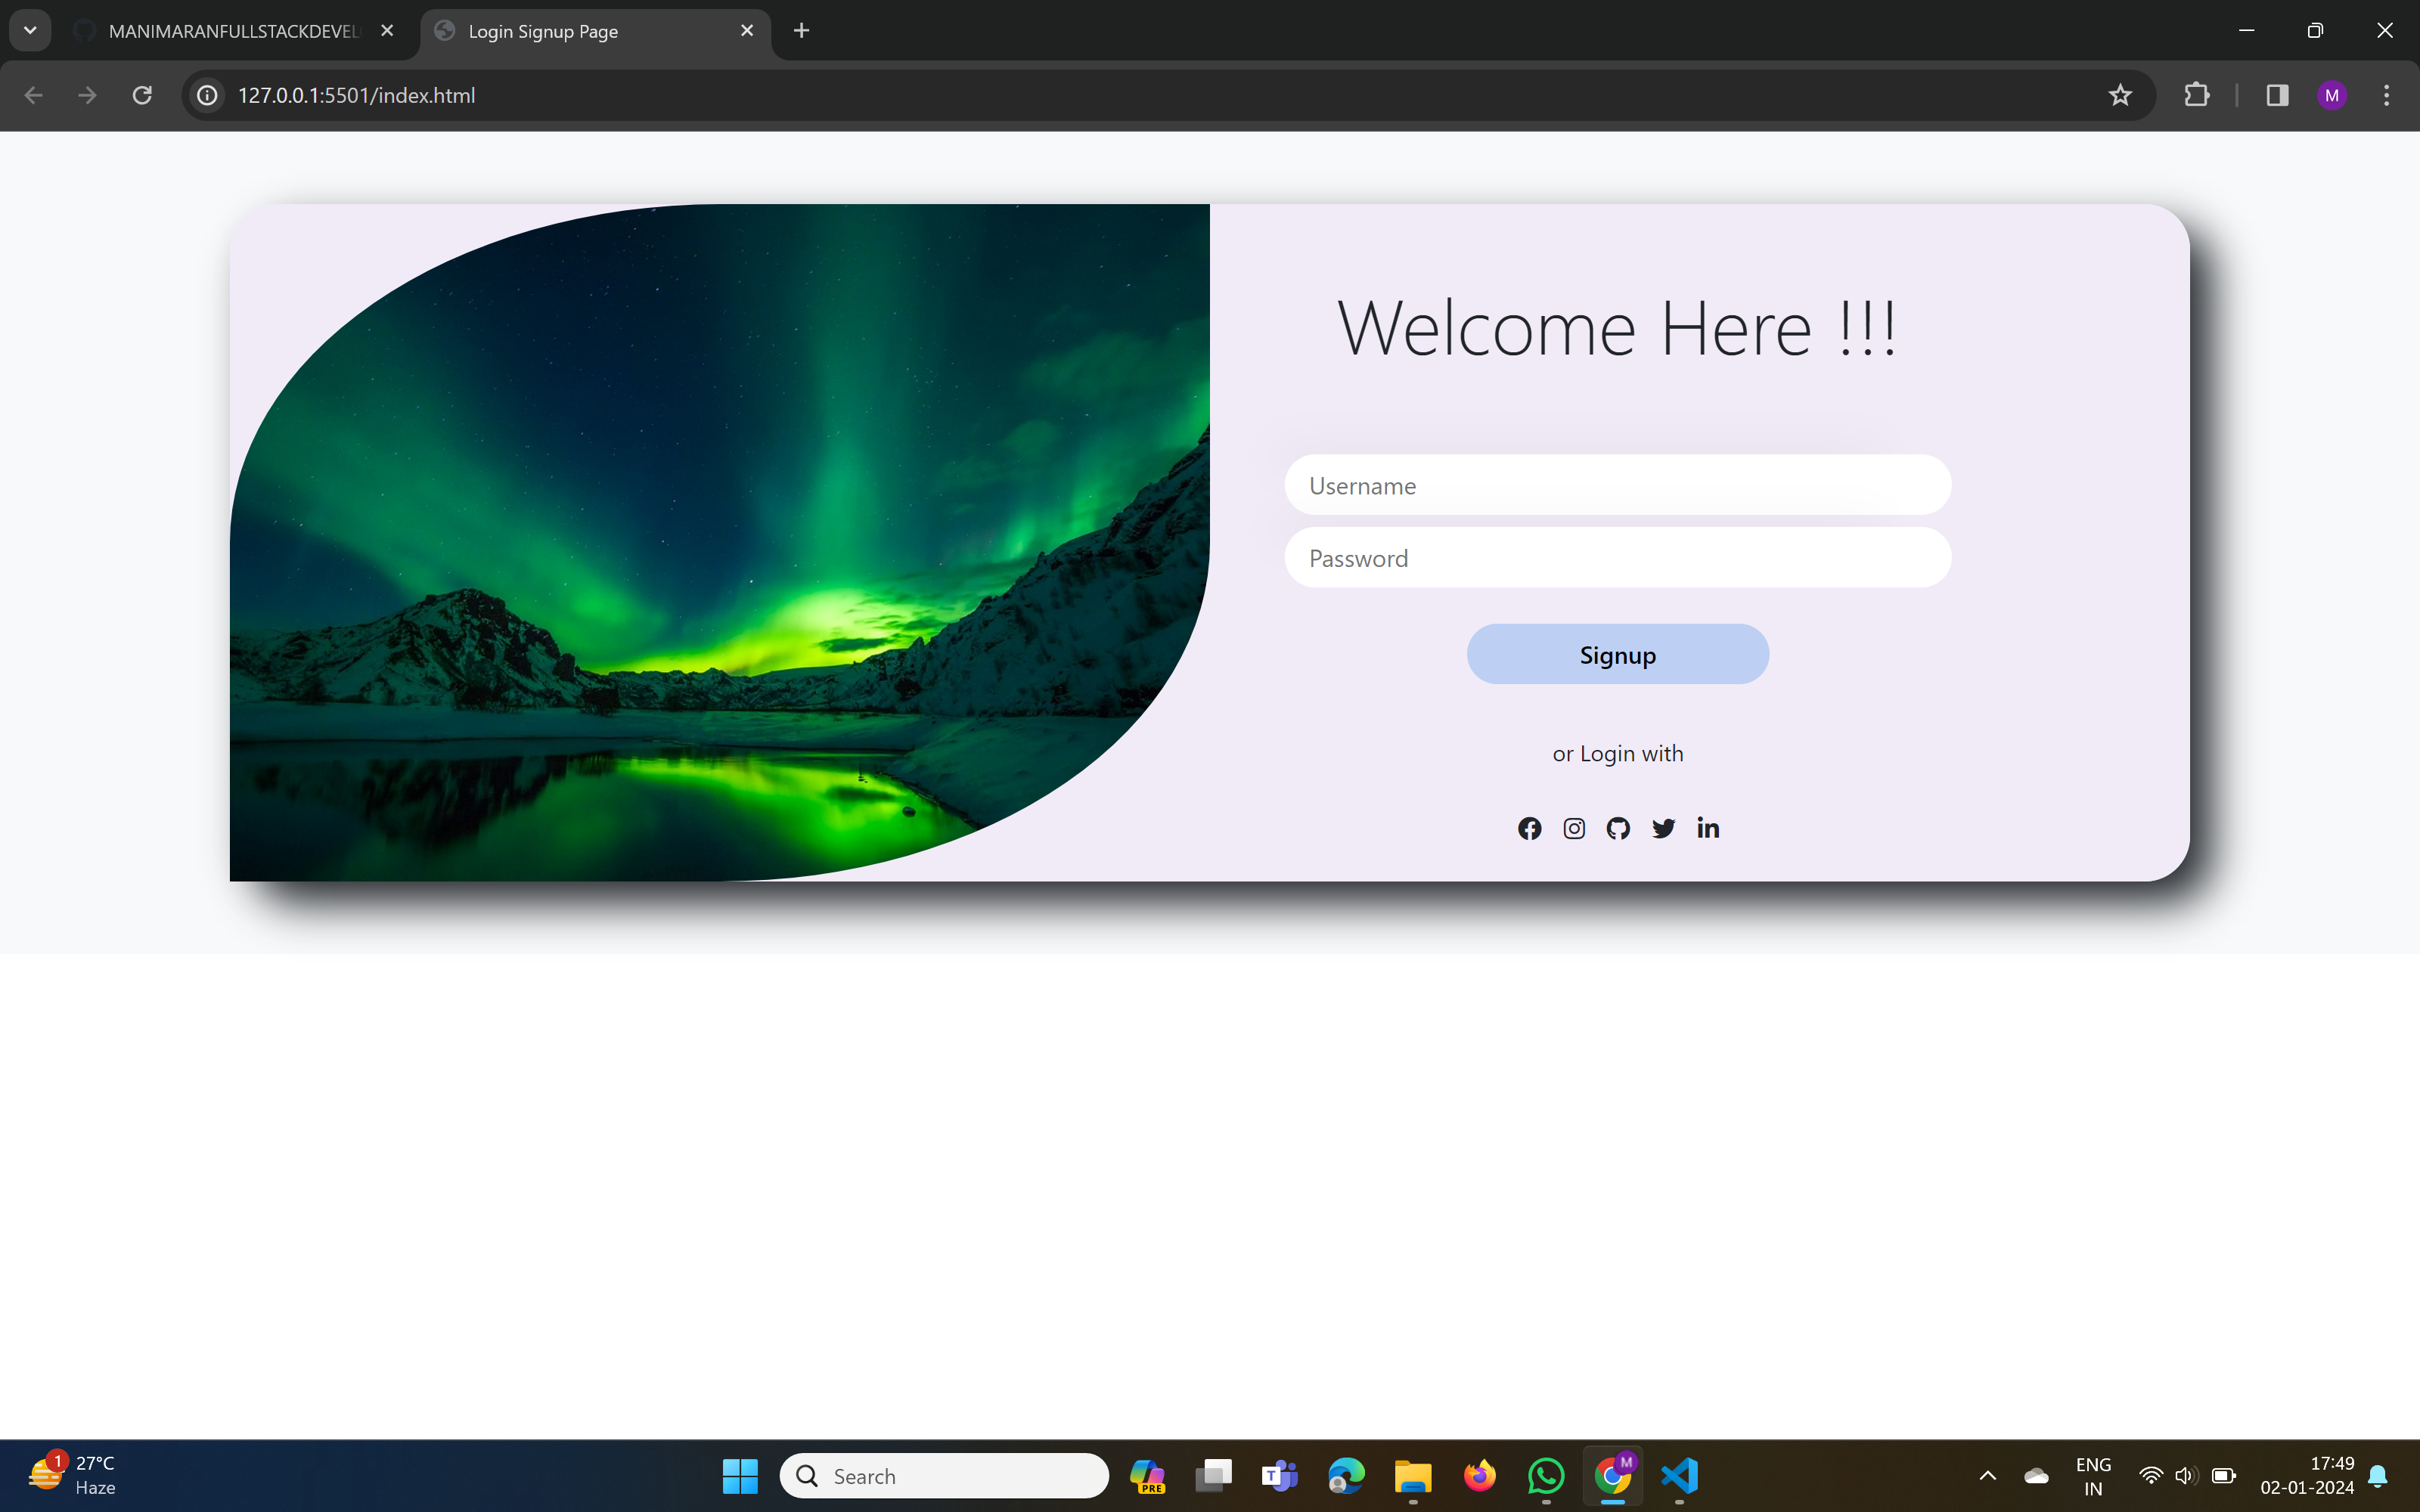 MANIMARANFULLSTACKDEVEL
Login Signup Page
127.0.0.1:5501/index.html
M
Welcome Here !!!
Username
Password
Signup
or Login with
1
27°C
Haze
Search
PRE
T
M
ENG
IN
17:49
02-01-2024